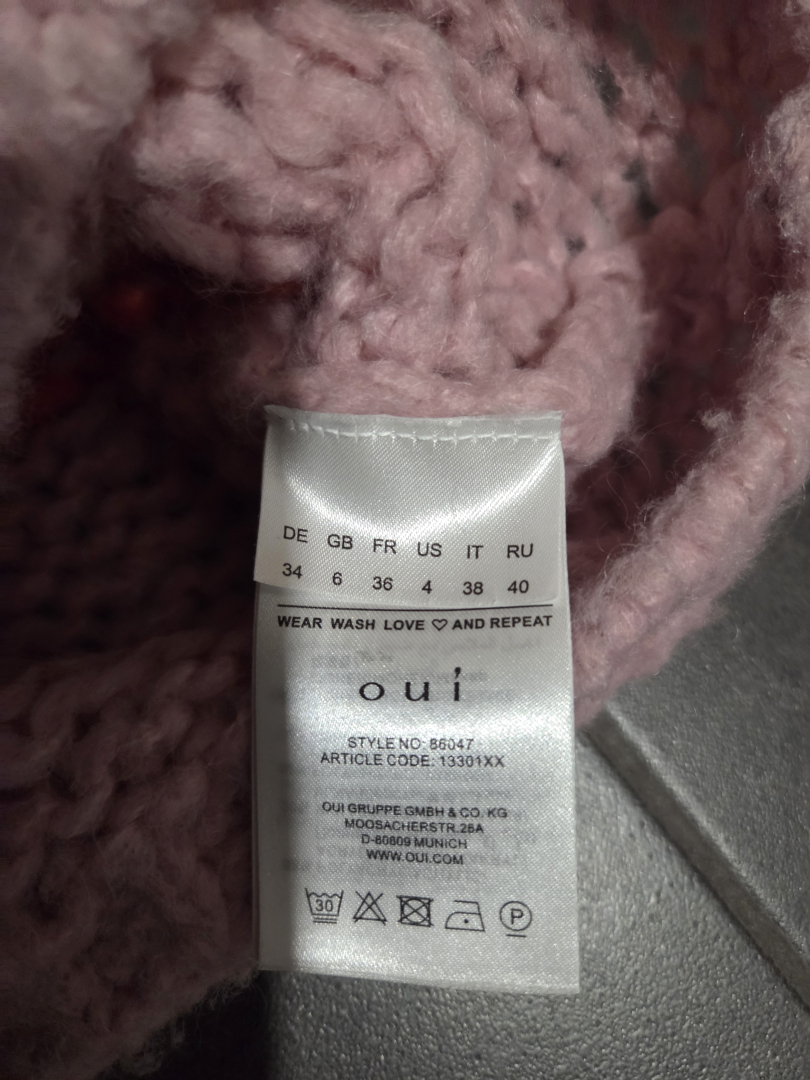 DE GB FR US IT RU
34 6 36 4 38 40
WEAR WASH LOVE ♡ AND REPEAT
oui
STYLE NO: 86047
ARTICLE CODE: 13301XX
OUI GRUPPE GMBH & CO. KG
MOOSACHERSTR.26A
D-80809 MUNICH
WWW.OUI.COM
30 P